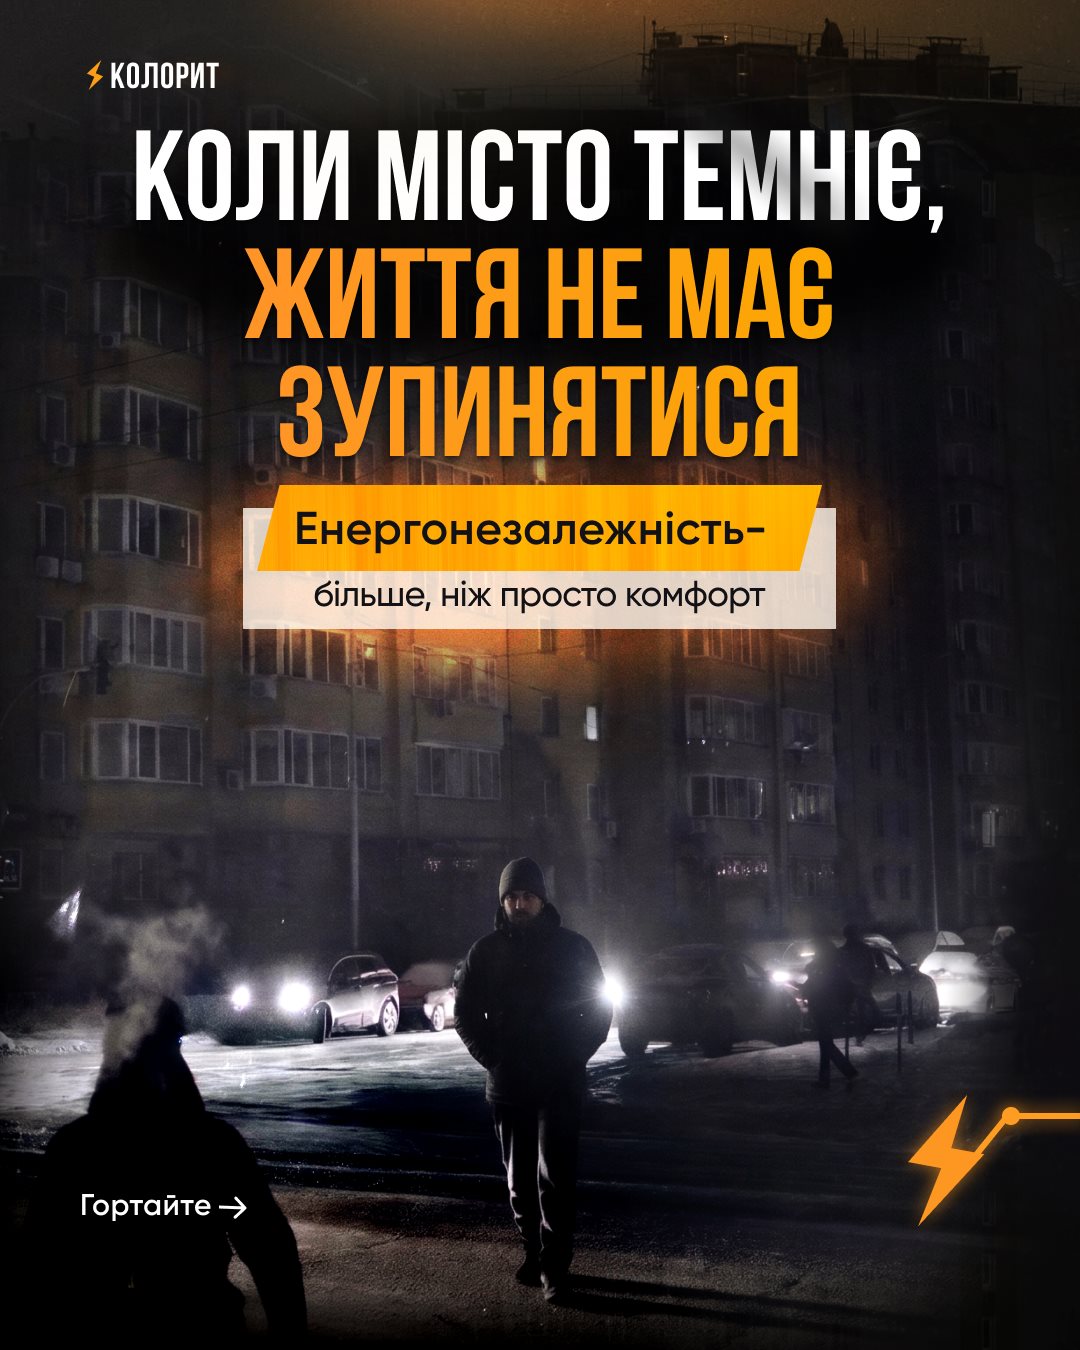 КОЛОРИТ
КОЛИ МІСТО ТЕМНІЄ,
ЖИТТЯ НЕ МАЄ
ЗУПИНЯТИСЯ
Енергонезалежність-
більше, ніж просто комфорт
Гортайте →